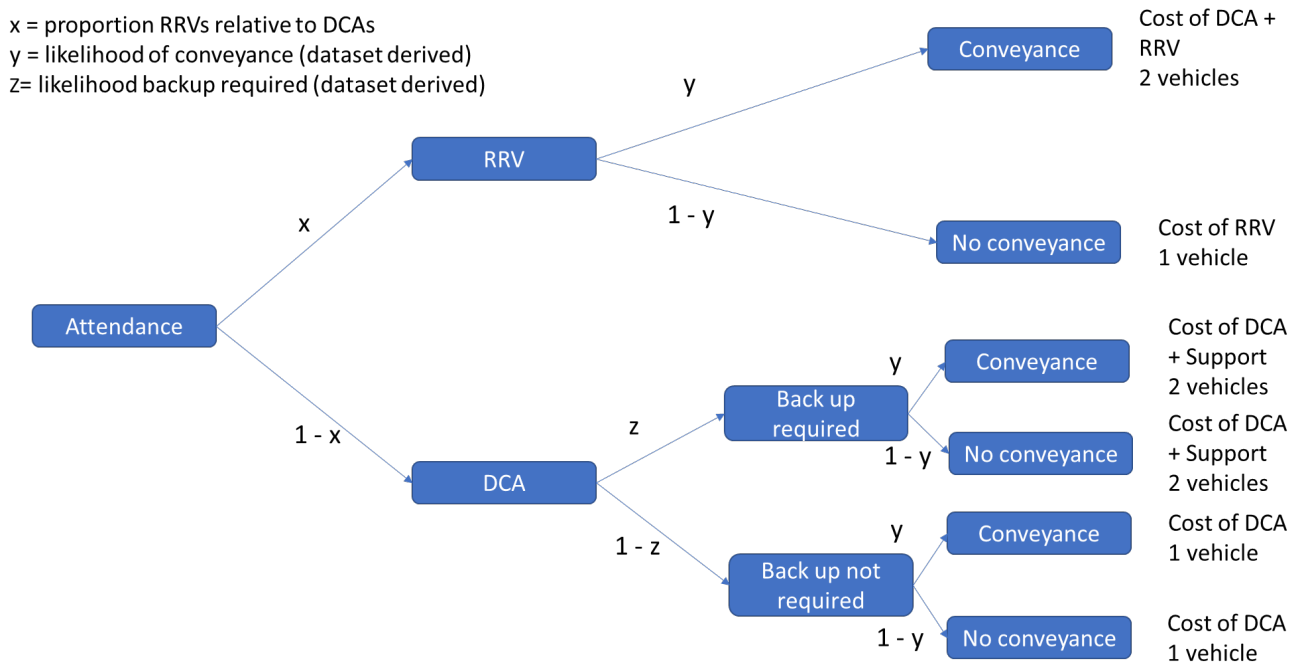 x = proportion RRVs relative to DCAs
y = likelihood of conveyance (dataset derived)
z= likelihood backup required (dataset derived)
Cost of DCA +
RRV
2 vehicles
Conveyance
y
RRV
x
1 - y
No conveyance
Cost of RRV
1 vehicle
Attendance
1 - x
DCA
z
Back up
required
y
Conveyance
Cost of DCA
+ Support
2 vehicles
1 - y
No conveyance
Cost of DCA
+ Support
2 vehicles
1 - z
Back up not
required
y
Conveyance
Cost of DCA
1 vehicle
1 - y
No conveyance
Cost of DCA
1 vehicle